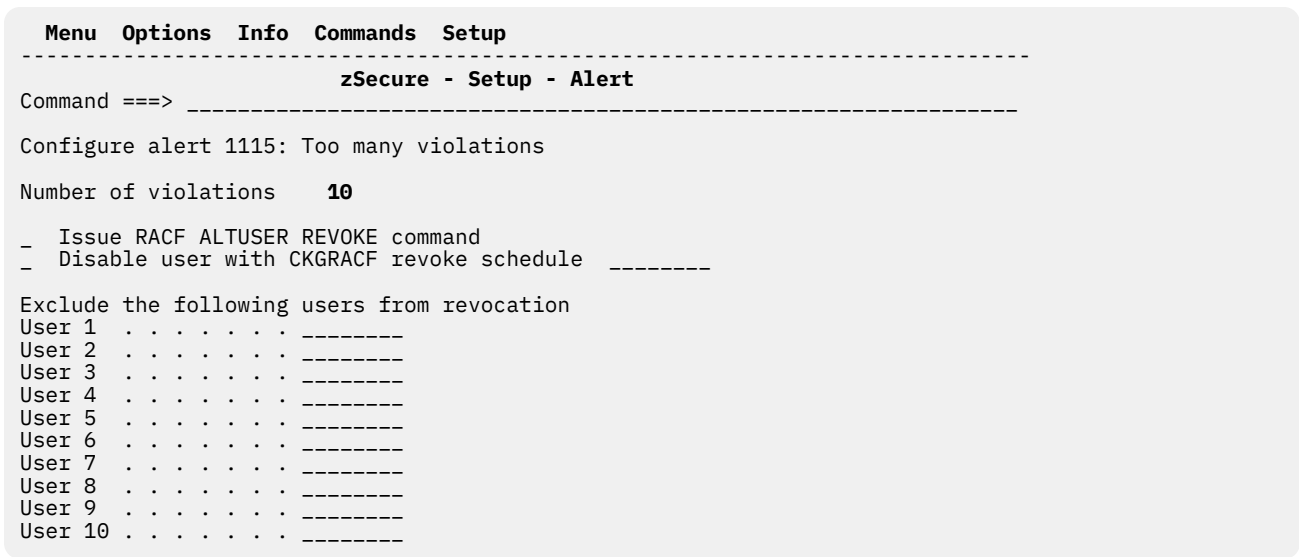 Menu Options Info Commands Setup
-------------------------------------------------------------------------------
zSecure - Setup - Alert
Command ===> _________________________________________________________________
Configure alert 1115: Too many violations
Number of violations 10
_ Issue RACF ALTUSER REVOKE command
_ Disable user with CKGRACF revoke schedule ________
Exclude the following users from revocation
User 1 . . . . . . . ________
User 2 . . . . . . . ________
User 3 . . . . . . . ________
User 4 . . . . . . . ________
User 5 . . . . . . . ________
User 6 . . . . . . . ________
User 7 . . . . . . . ________
User 8 . . . . . . . ________
User 9 . . . . . . . ________
User 10 . . . . . . . ________